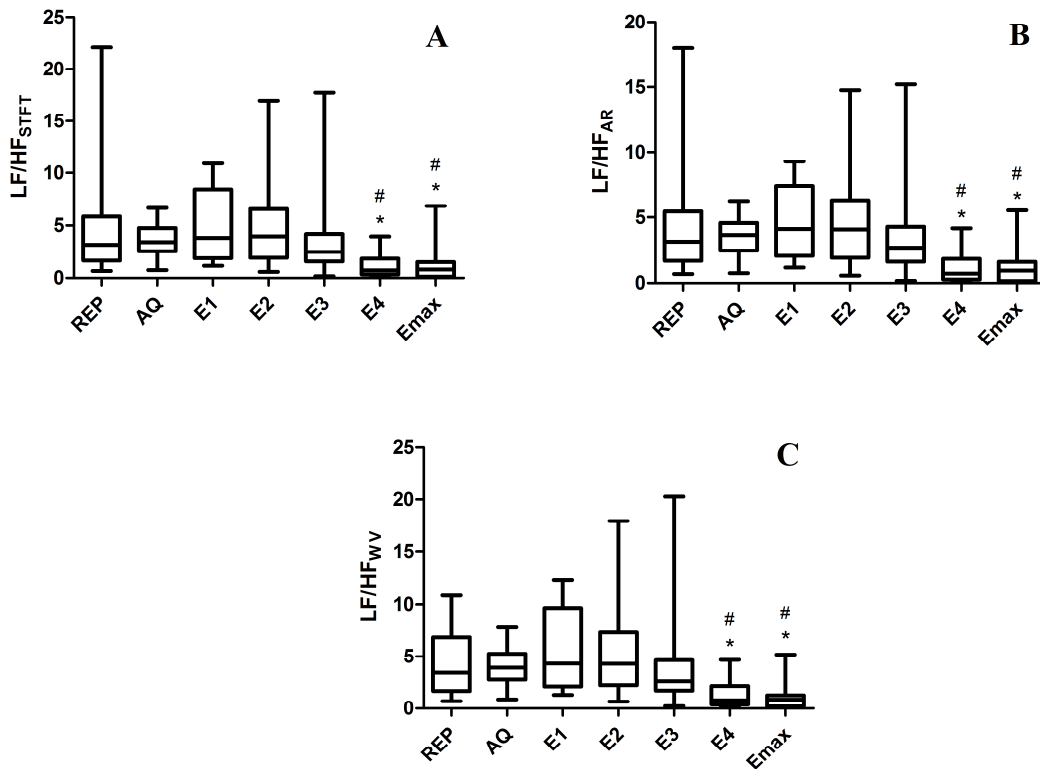 A
LF/HFSTFT
25
20
15
10
5
0
# #
* *
REP AQ E1 E2 E3 E4 Emax
B
LF/HFAR
20
15
10
5
0
# #
* *
REP AQ E1 E2 E3 E4 Emax
C
LF/HFWV
25
20
15
10
5
0
# #
* *
REP AQ E1 E2 E3 E4 Emax